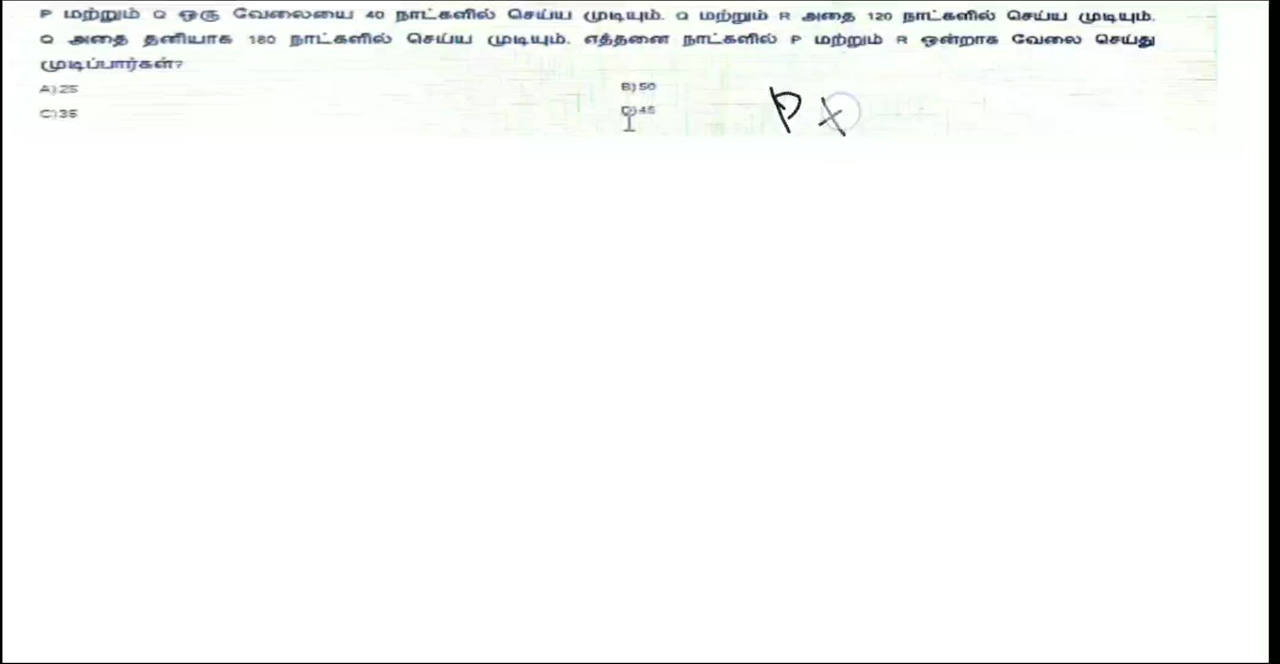 P மற்றும் Q ஒரு வேலையை 40 நாட்களில் செய்ய முடியும். Q மற்றும் R அதை 120 நாட்களில் செய்ய முடியும்.
Q அதை தனியாக 180 நாட்களில் செய்ய முடியும். எத்தனை நாட்களில் P மற்றும் R ஒன்றாக வேலை செய்து
முடிப்பார்கள்?
A) 25 B) 50
C) 35 D) 45
P +